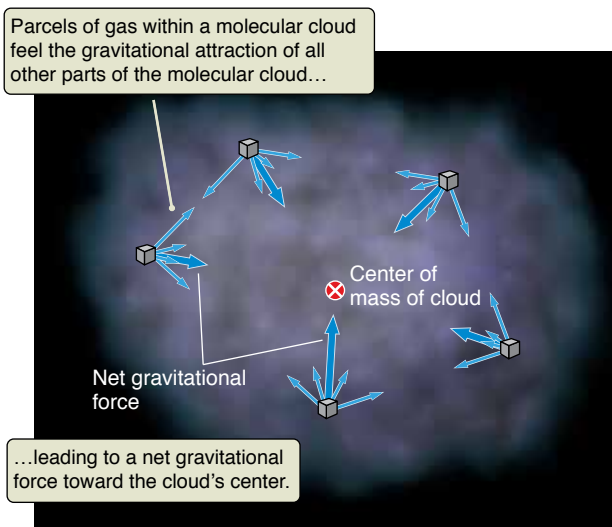 Parcels of gas within a molecular cloud
feel the gravitational attraction of all
other parts of the molecular cloud…
Center of
mass of cloud
Net gravitational
force
…leading to a net gravitational
force toward the cloud’s center.